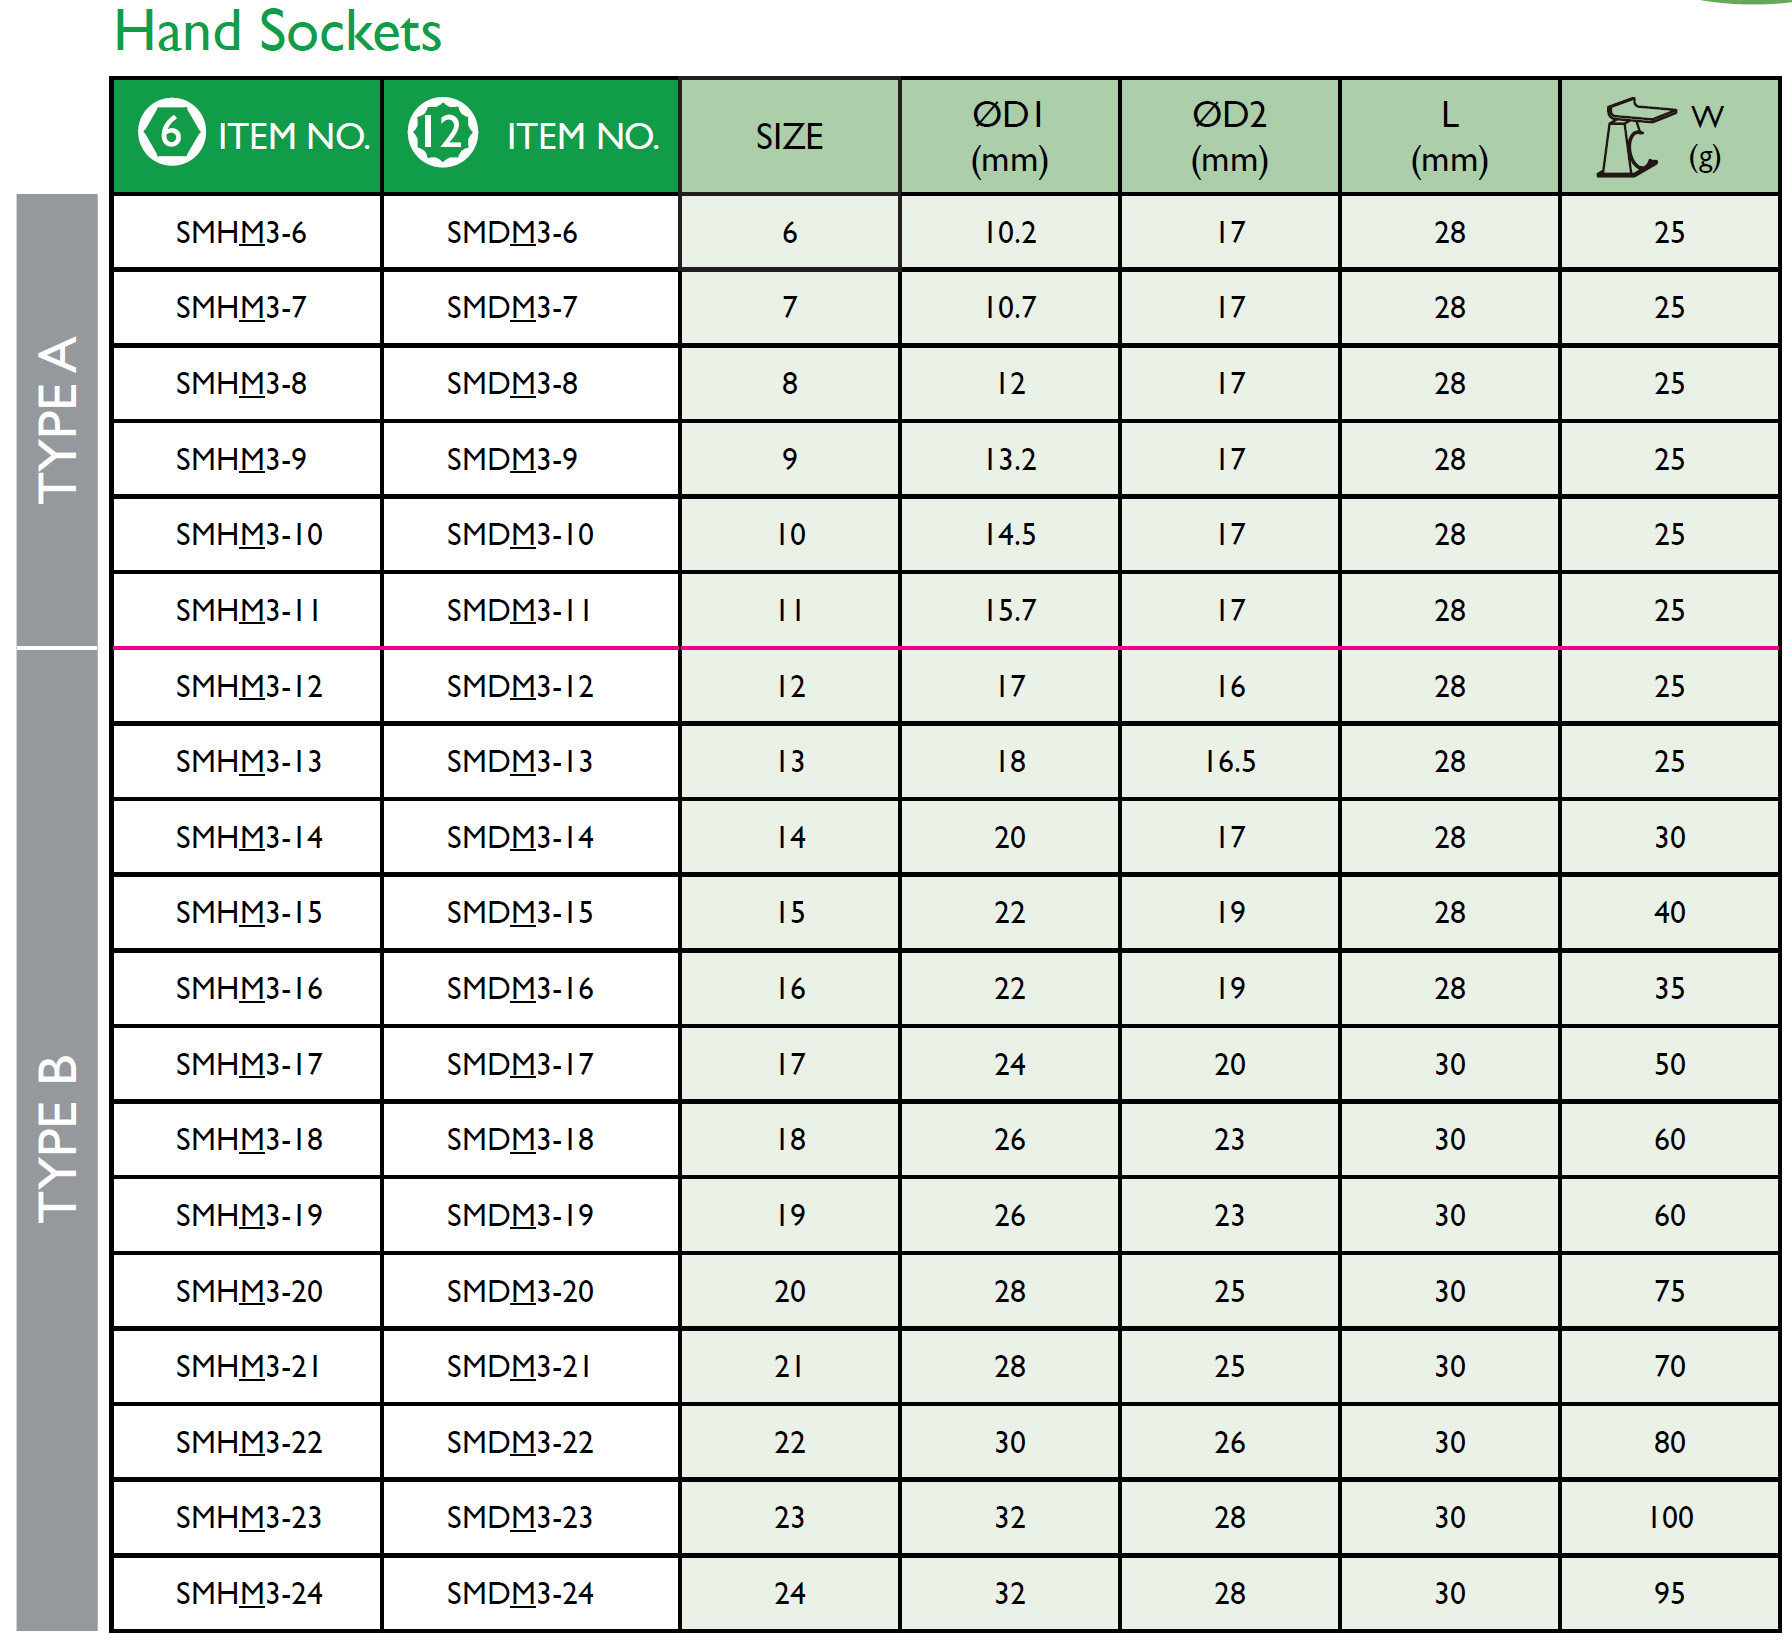 Hand Sockets
6 ITEM NO. 12 ITEM NO. SIZE ØD1 (mm) ØD2 (mm) L (mm) W (g)
TYPE A
SMHM3-6 SMDM3-6 6 10.2 17 28 25
SMHM3-7 SMDM3-7 7 10.7 17 28 25
SMHM3-8 SMDM3-8 8 12 17 28 25
SMHM3-9 SMDM3-9 9 13.2 17 28 25
SMHM3-10 SMDM3-10 10 14.5 17 28 25
SMHM3-11 SMDM3-11 11 15.7 17 28 25
TYPE B
SMHM3-12 SMDM3-12 12 17 16 28 25
SMHM3-13 SMDM3-13 13 18 16.5 28 25
SMHM3-14 SMDM3-14 14 20 17 28 30
SMHM3-15 SMDM3-15 15 22 19 28 40
SMHM3-16 SMDM3-16 16 22 19 28 35
SMHM3-17 SMDM3-17 17 24 20 30 50
SMHM3-18 SMDM3-18 18 26 23 30 60
SMHM3-19 SMDM3-19 19 26 23 30 60
SMHM3-20 SMDM3-20 20 28 25 30 75
SMHM3-21 SMDM3-21 21 28 25 30 70
SMHM3-22 SMDM3-22 22 30 26 30 80
SMHM3-23 SMDM3-23 23 32 28 30 100
SMHM3-24 SMDM3-24 24 32 28 30 95